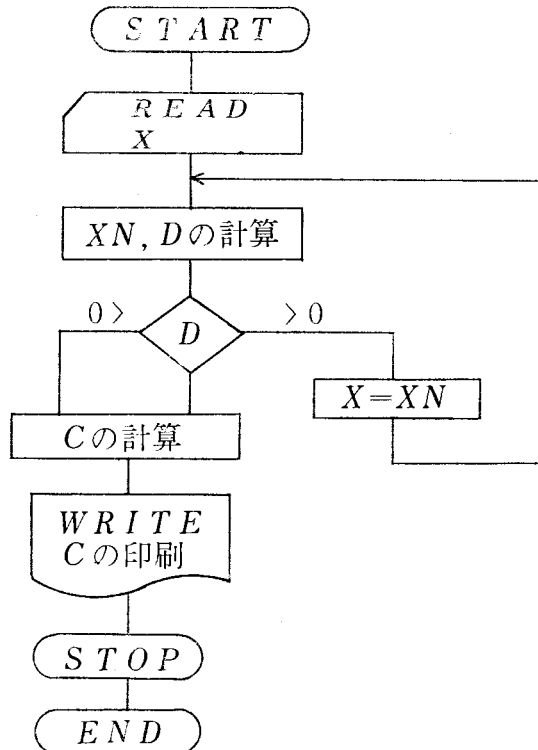 START
READ
X
XN, Dの計算
0>
D
>0
X=XN
Cの計算
WRITE
Cの印刷
STOP
END